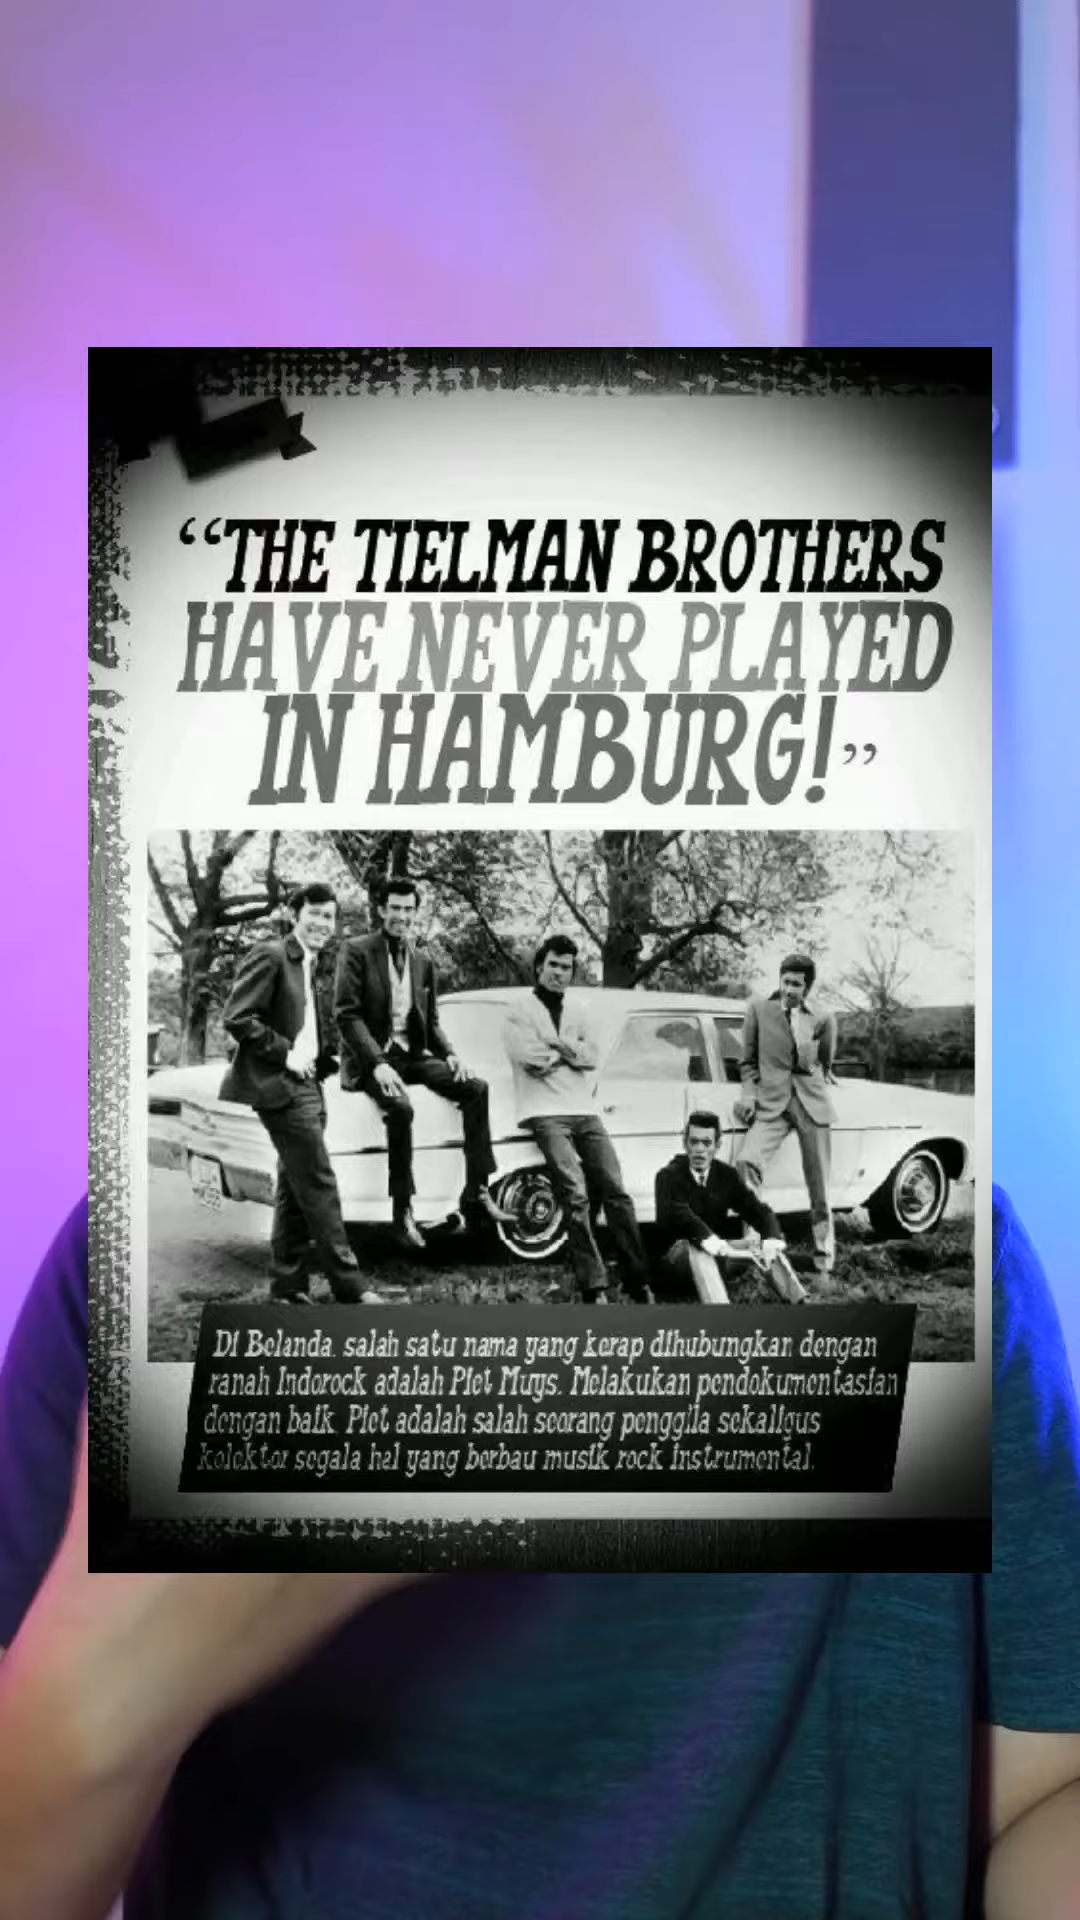 “THE TIELMAN BROTHERS
HAVE NEVER PLAYED
IN HAMBURG!”
Di Belanda, salah satu nama yang kerap dihubungkan dengan
ranah Indorock adalah Piet Muys. Melakukan pendokumentasian
dengan baik, Piet adalah salah seorang penggila sekaligus
kolektor segala hal yang berbau musik rock instrumental.